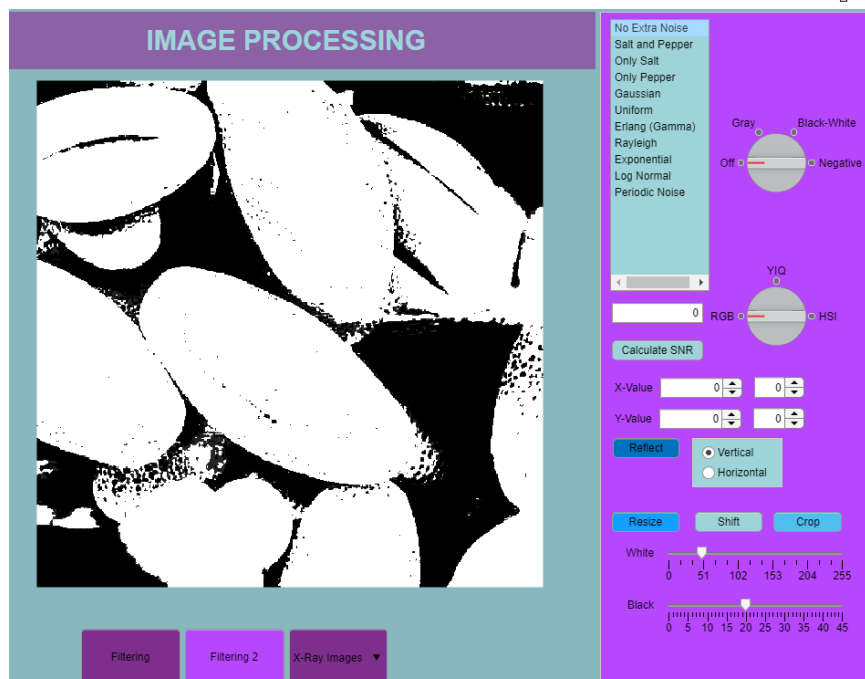 IMAGE PROCESSING
No Extra Noise
Salt and Pepper
Only Salt
Only Pepper
Gaussian
Uniform
Erlang (Gamma)
Rayleigh
Exponential
Log Normal
Periodic Noise
Gray
Black-White
Off
Negative
YIQ
RGB
HSI
0
Calculate SNR
X-Value 0 0
Y-Value 0 0
Reflect
Vertical
Horizontal
Resize
Shift
Crop
White
0 51 102 153 204 255
Black
0 5 10 15 20 25 30 35 40 45
Filtering
Filtering 2
X-Ray Images